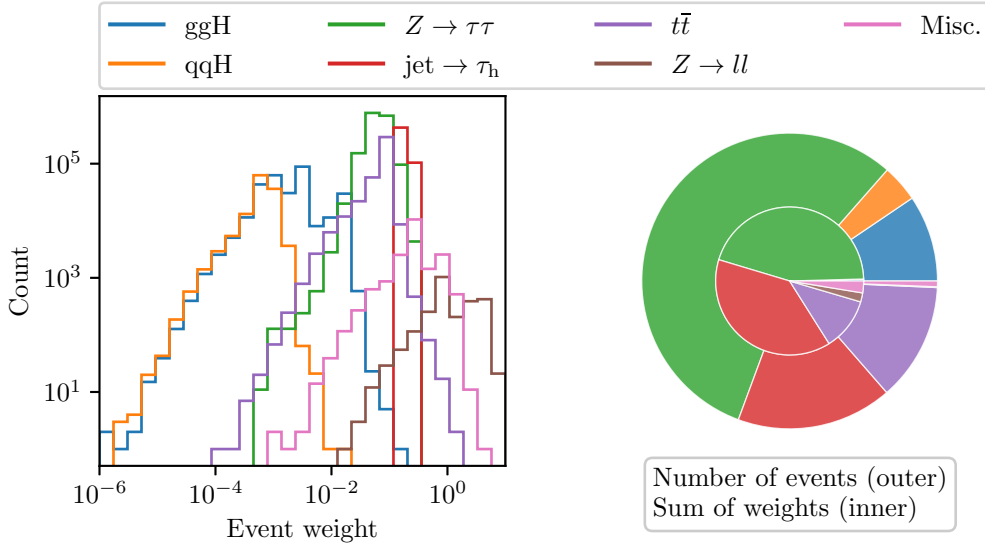 ggH Z → ττ tt̄ Misc.
qqH jet → τh Z → ll
10^5
10^3
10^1
Count
10^−6 10^−4 10^−2 10^0
Event weight
Number of events (outer)
Sum of weights (inner)